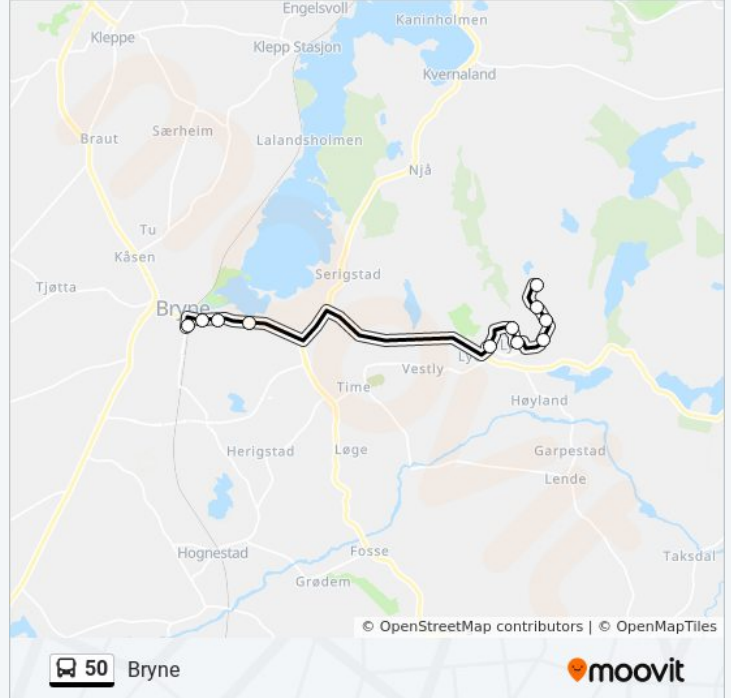 Engelsvoll
Kaninholmen
Kleppe
Klepp Stasjon
Kvernaland
Særheim
Braut
Lalandsholmen
Njå
Tu
Kåsen
Serigstad
Tjøtta
Bryne
Ly
Vestly
Time
Høyland
Herigstad
Løge
Garpestad
Lende
Hognestad
Fosse
Taksdal
Grødem
© OpenStreetMap contributors | © OpenMapTiles
50 Bryne
moovit